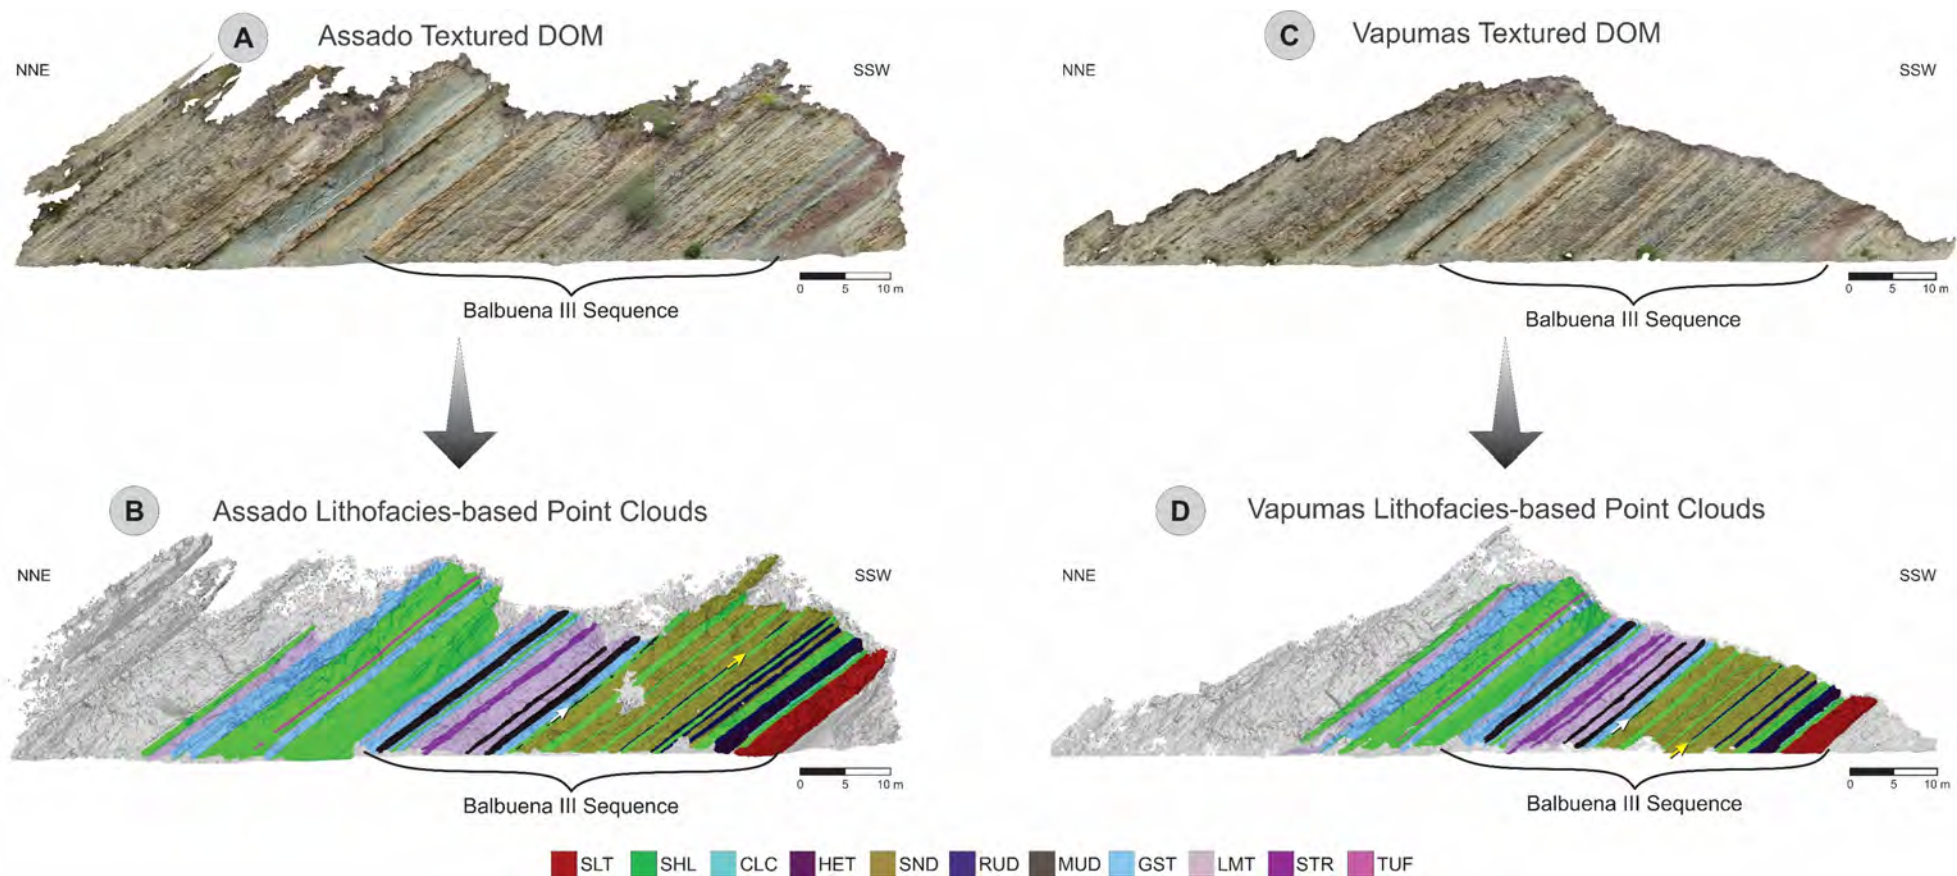 A Assado Textured DOM
NNE SSW
0 5 10 m
Balbuena III Sequence
C Vapumas Textured DOM
NNE SSW
0 5 10 m
Balbuena III Sequence
B Assado Lithofacies-based Point Clouds
NNE SSW
0 5 10 m
Balbuena III Sequence
D Vapumas Lithofacies-based Point Clouds
NNE SSW
0 5 10 m
Balbuena III Sequence
SLT SHL CLC HET SND RUD MUD GST LMT STR TUF